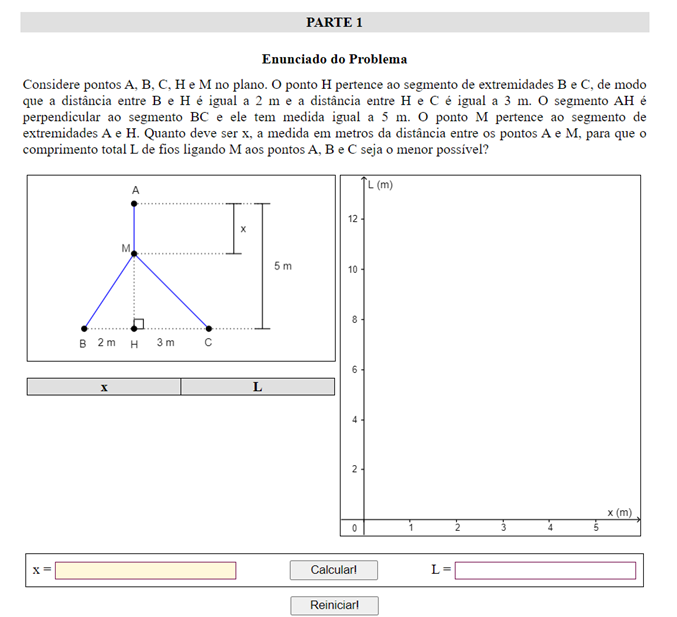 PARTE 1
Enunciado do Problema
Considere pontos A, B, C, H e M no plano. O ponto H pertence ao segmento de extremidades B e C, de modo
que a distância entre B e H é igual a 2 m e a distância entre H e C é igual a 3 m. O segmento AH é
perpendicular ao segmento BC e ele tem medida igual a 5 m. O ponto M pertence ao segmento de
extremidades A e H. Quanto deve ser x, a medida em metros da distância entre os pontos A e M, para que o
comprimento total L de fios ligando M aos pontos A, B e C seja o menor possível?
A
x
M
5 m
B 2 m H 3 m C
x L
L (m)
12
10
8
6
4
2
x (m)
0 1 2 3 4 5
x = Calcular! L =
Reiniciar!